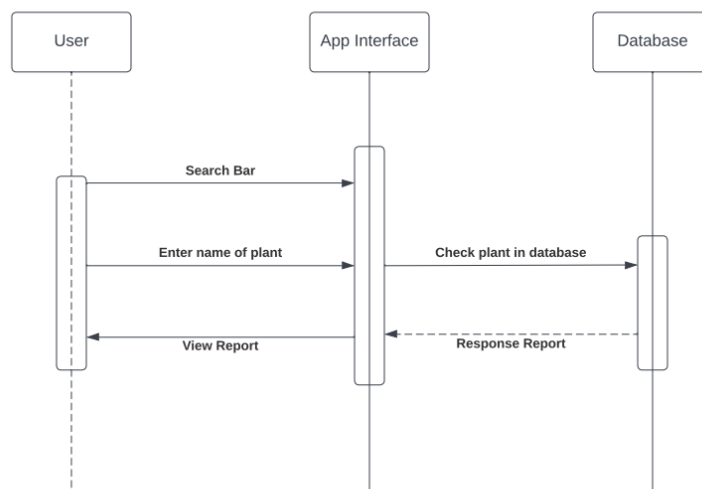 User
App Interface
Database
Search Bar
Enter name of plant
Check plant in database
View Report
Response Report